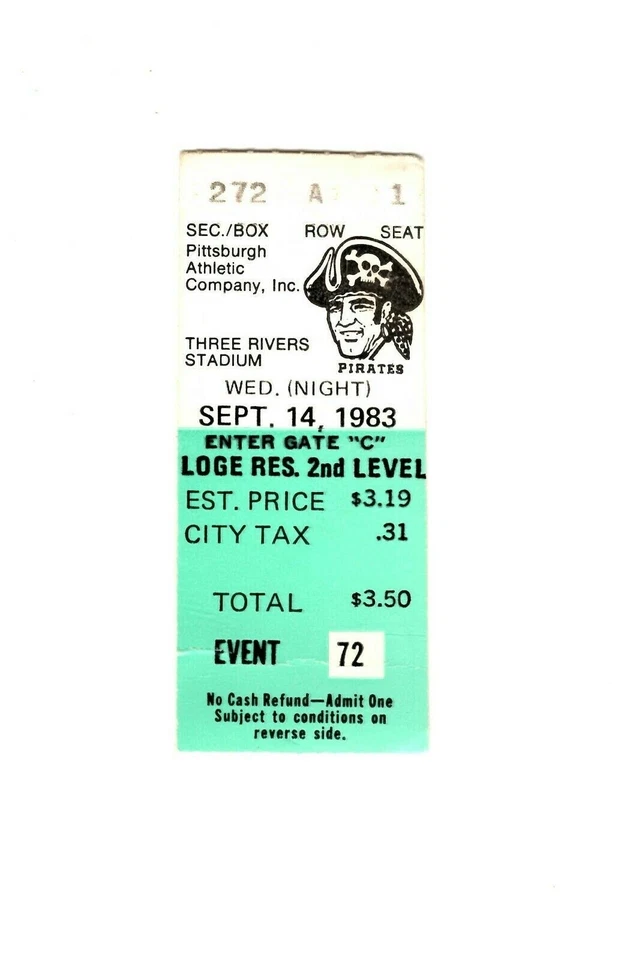 272 A 1
SEC./BOX ROW SEAT
Pittsburgh
Athletic
Company, Inc.
THREE RIVERS
STADIUM
PIRATES
WED. (NIGHT)
SEPT. 14, 1983
ENTER GATE "C"
LOGE RES. 2nd LEVEL
EST. PRICE $3.19
CITY TAX .31
TOTAL $3.50
EVENT 72
No Cash Refund—Admit One
Subject to conditions on
reverse side.